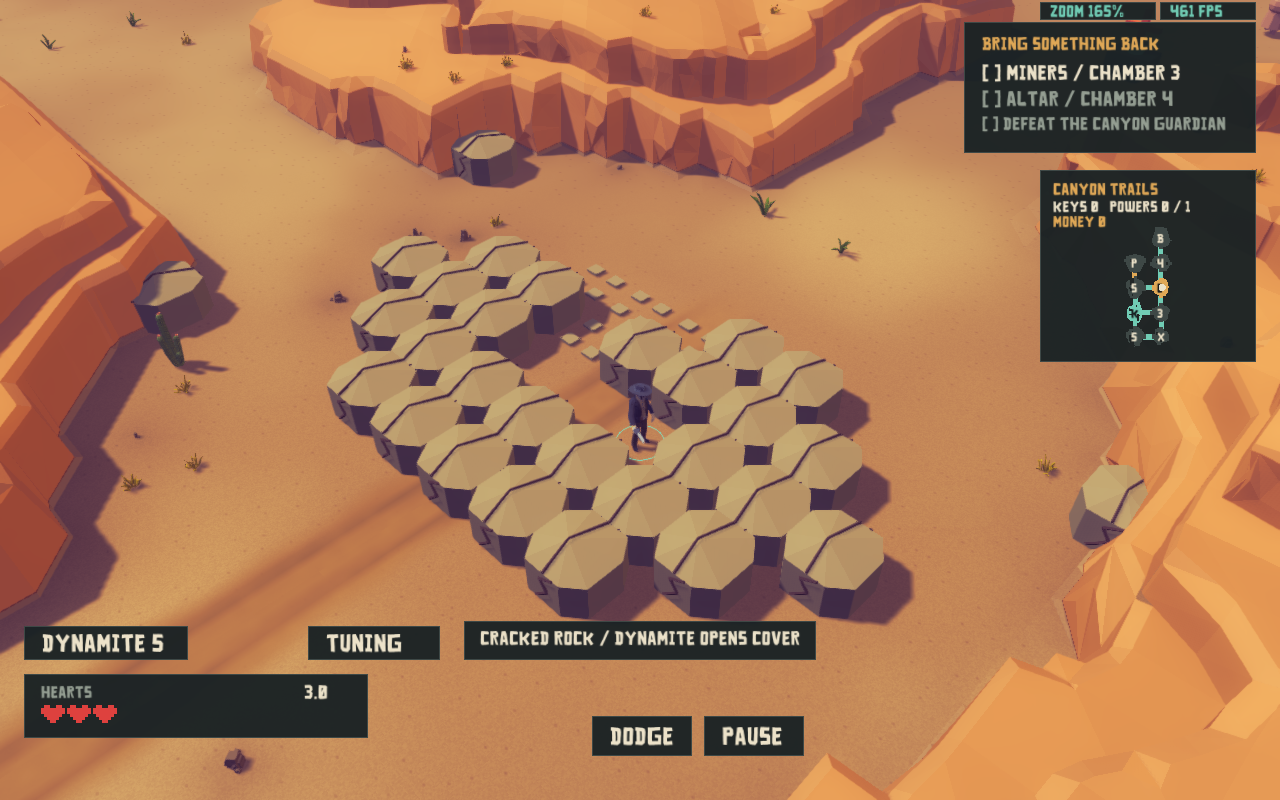 ZOOM 165%
461 FPS
BRING SOMETHING BACK
[ ] MINERS / CHAMBER 3
[ ] ALTAR / CHAMBER 4
[ ] DEFEAT THE CANYON GUARDIAN
CANYON TRAILS
KEYS 0 POWERS 0 / 1
MONEY 0
B
P 4
S
3
S X
DYNAMITE 5
TUNING
CRACKED ROCK / DYNAMITE OPENS COVER
HEARTS 3.0
DODGE
PAUSE